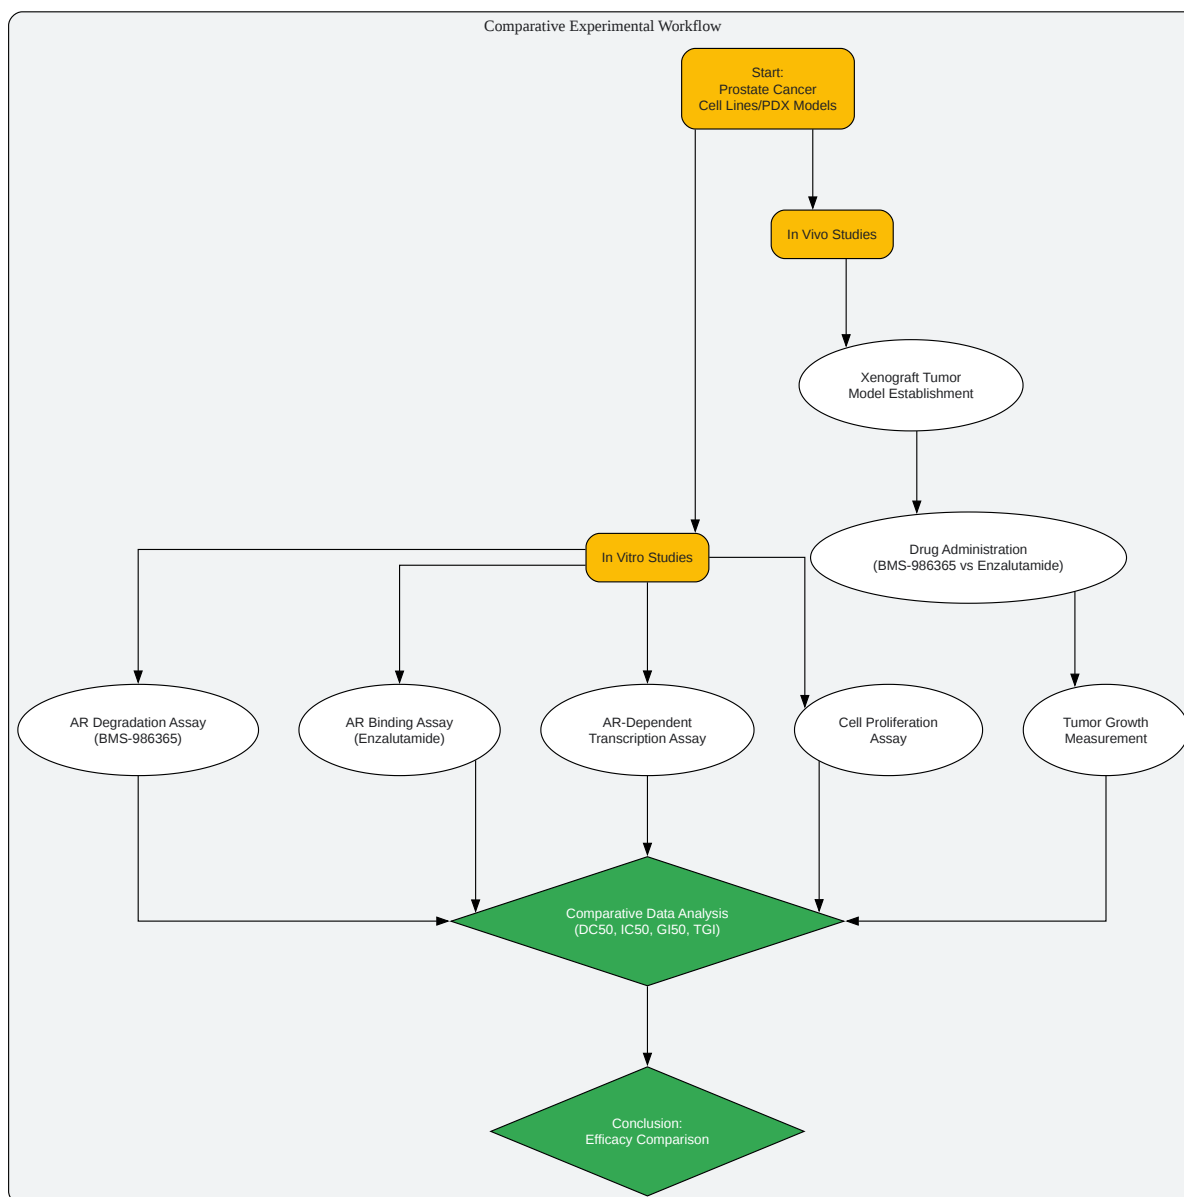 Comparative Experimental Workflow
Start:
Prostate Cancer
Cell Lines/PDX Models
In Vivo Studies
Xenograft Tumor
Model Establishment
In Vitro Studies
Drug Administration
(BMS-986365 vs Enzalutamide)
AR Degradation Assay
(BMS-986365)
AR Binding Assay
(Enzalutamide)
AR-Dependent
Transcription Assay
Cell Proliferation
Assay
Tumor Growth
Measurement
Comparative Data Analysis
(DC50, IC50, GI50, TGI)
Conclusion:
Efficacy Comparison